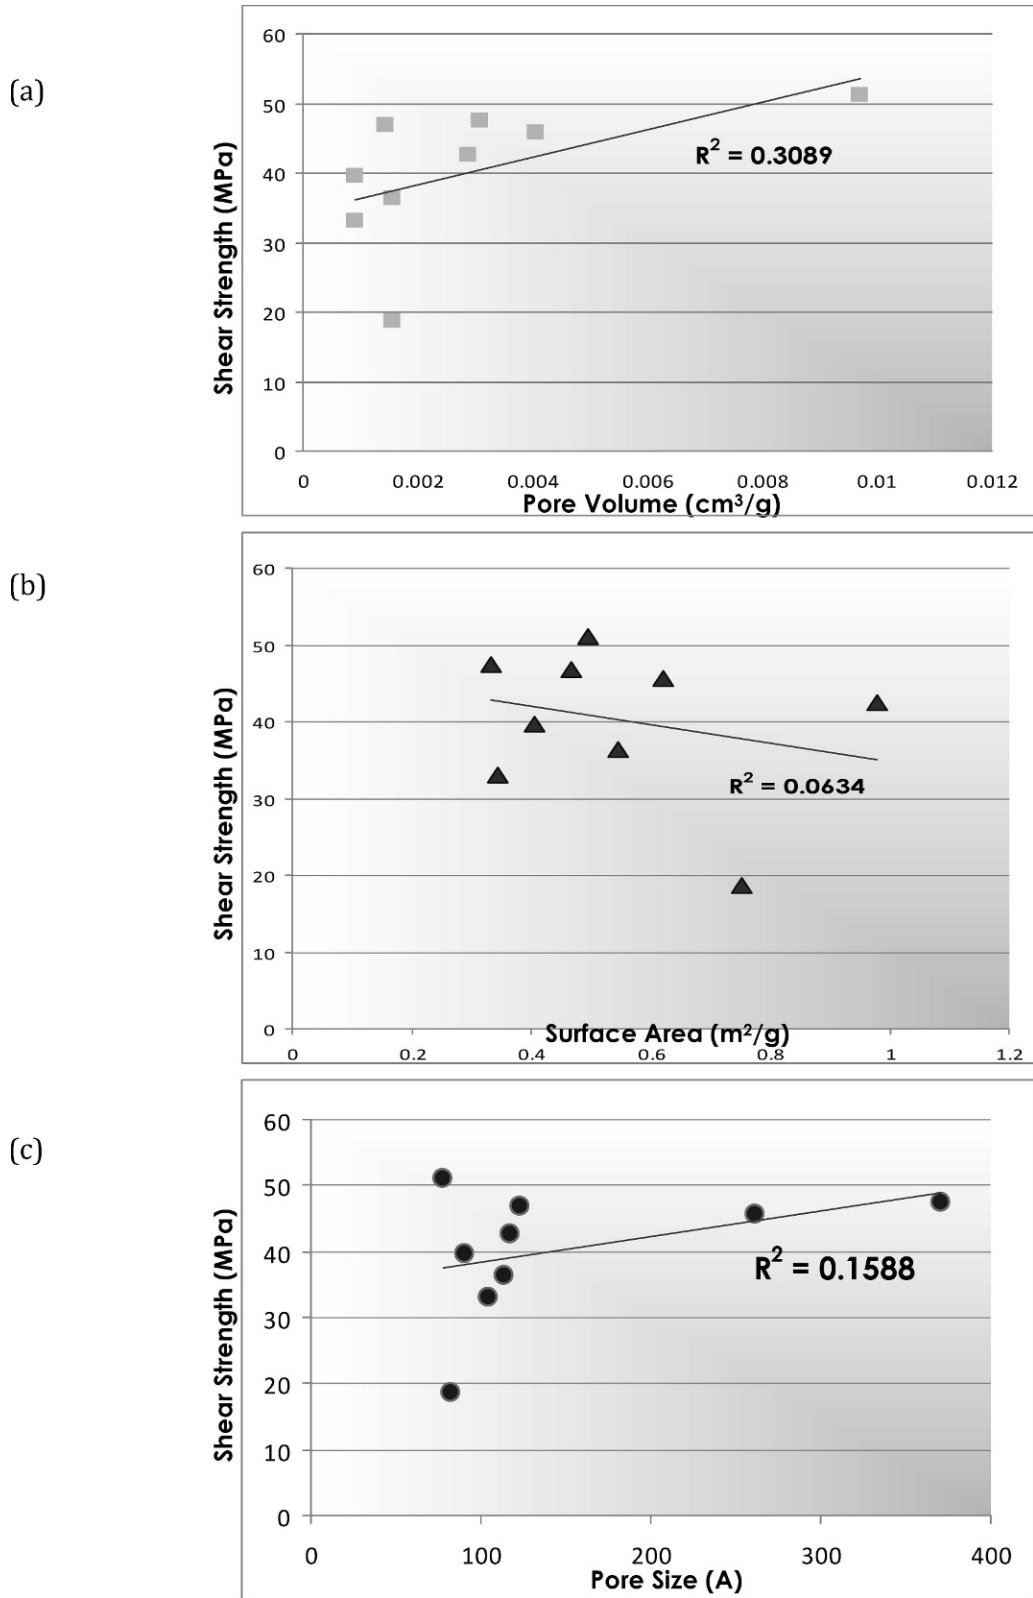 (a)
Shear Strength (MPa)
60
50
40
30
20
10
0
R² = 0.3089
0 0.002 0.004 0.006 0.008 0.01 0.012
Pore Volume (cm³/g)
(b)
Shear Strength (MPa)
60
50
40
30
20
10
0
R² = 0.0634
Surface Area (m²/g)
0 0.2 0.4 0.6 0.8 1 1.2
(c)
Shear Strength (MPa)
60
50
40
30
20
10
0
R² = 0.1588
0 100 200 300 400
Pore Size (A)